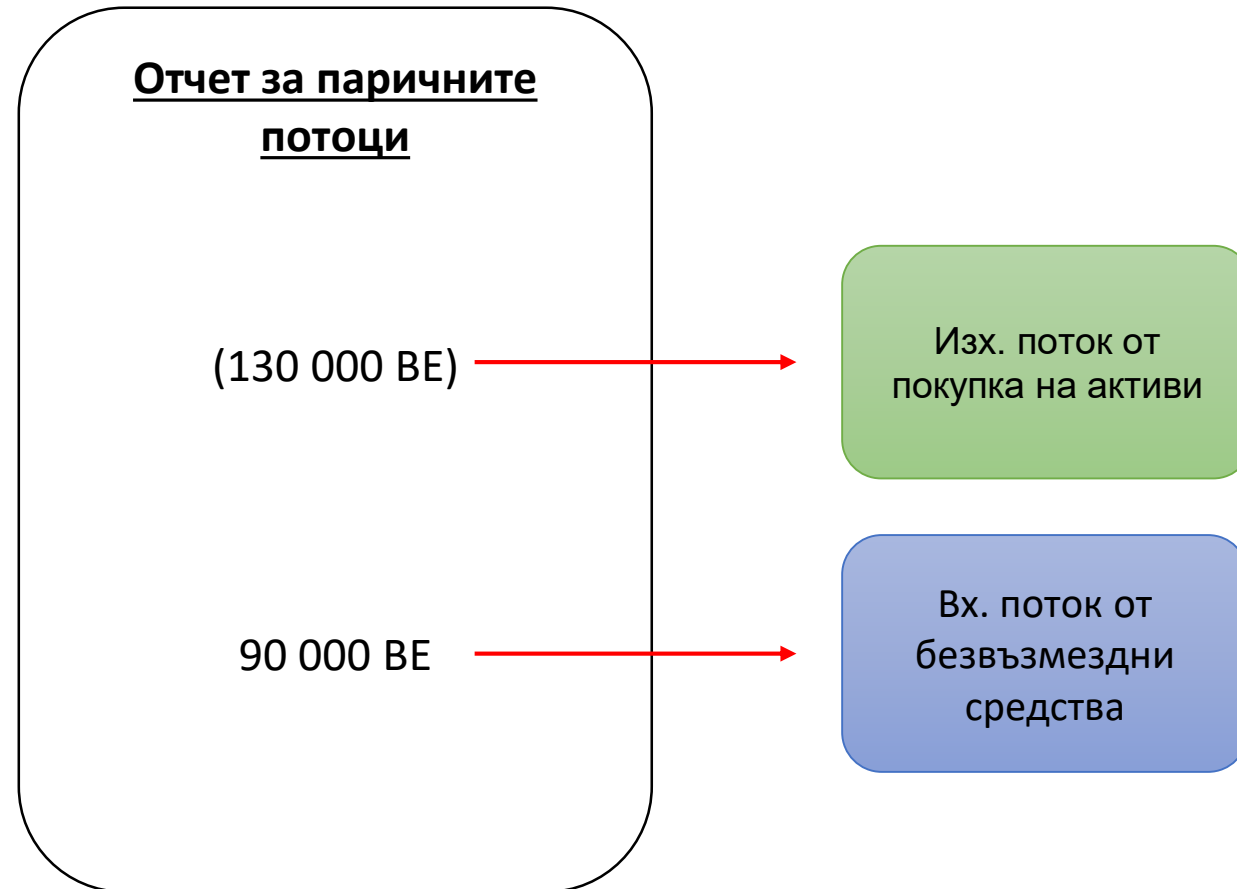 Отчет за паричните
потоци
(130 000 ВЕ)
Изх. поток от
покупка на активи
90 000 ВЕ
Вх. поток от
безвъзмездни
средства